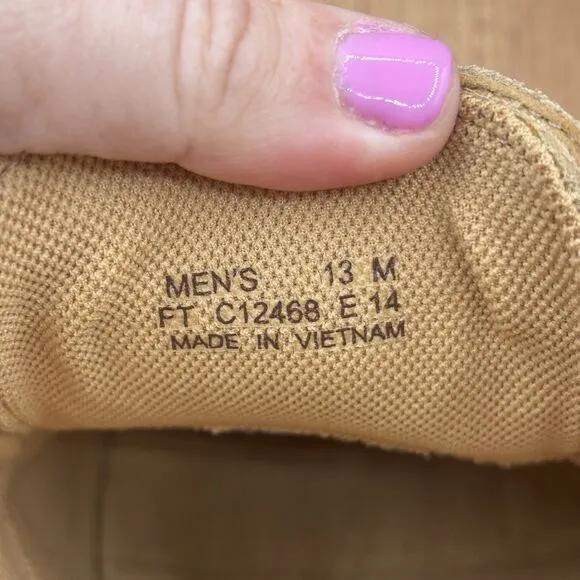 MEN'S 13 M
FT C12468 E 14
MADE IN VIETNAM